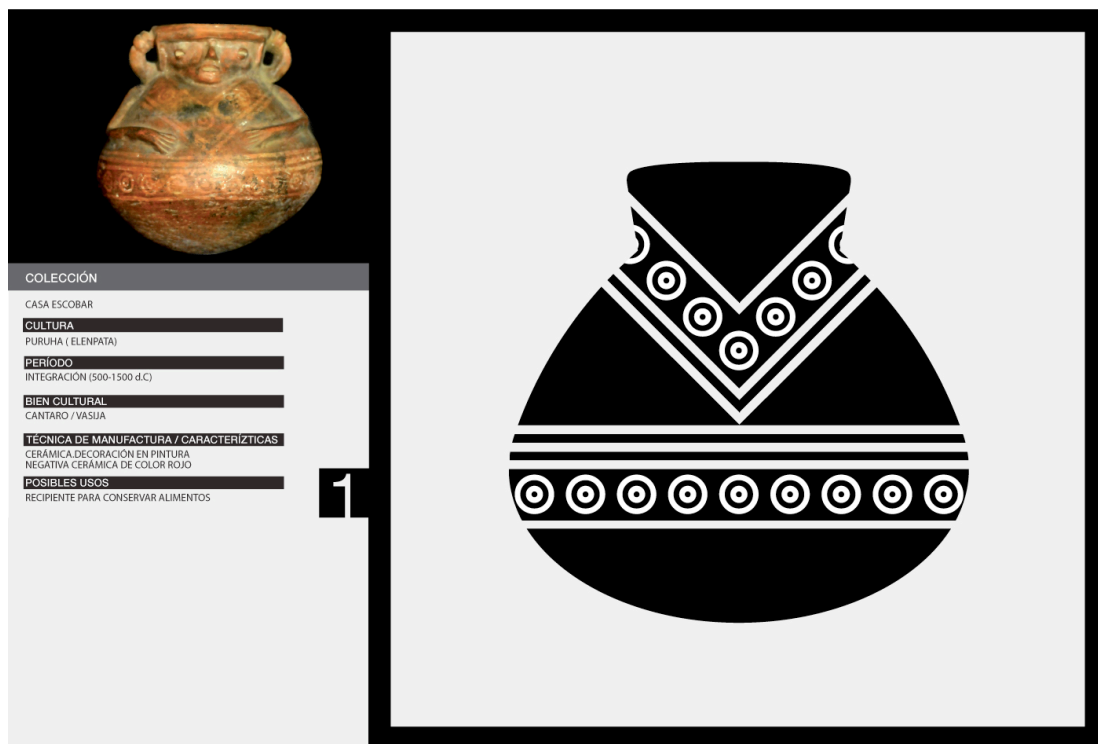 COLECCIÓN
CASA ESCOBAR
CULTURA
PURUHA ( ELENPATA)
PERÍODO
INTEGRACIÓN (500-1500 d.C)
BIEN CULTURAL
CANTARO / VASIJA
TÉCNICA DE MANUFACTURA / CARACTERÍZTICAS
CERÁMICA.DECORACIÓN EN PINTURA
NEGATIVA CERÁMICA DE COLOR ROJO
POSIBLES USOS
RECIPIENTE PARA CONSERVAR ALIMENTOS
1